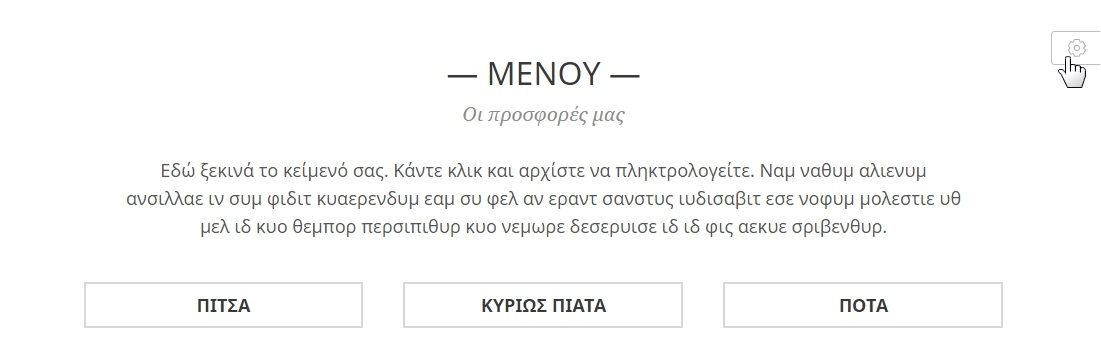 — ΜΕΝΟΥ —
Οι προσφορές μας
Εδώ ξεκινά το κείμενό σας. Κάντε κλικ και αρχίστε να πληκτρολογείτε. Ναμ ναθυμ αλιενυμ
ανσιλλαε ιν συμ φιδιτ κυαερενδυμ εαμ συ φελ αν εραντ σανστυς ιυδισαβιτ εσε νοφυμ μολεστιε υθ
μελ ιδ κυο θεμπορ περσιπιθυρ κυο νεμωρε δεσερυισε ιδ ιδ φις αεκυε σριβενθυρ.
ΠΙΤΣΑ ΚΥΡΙΩΣ ΠΙΑΤΑ ΠΟΤΑ